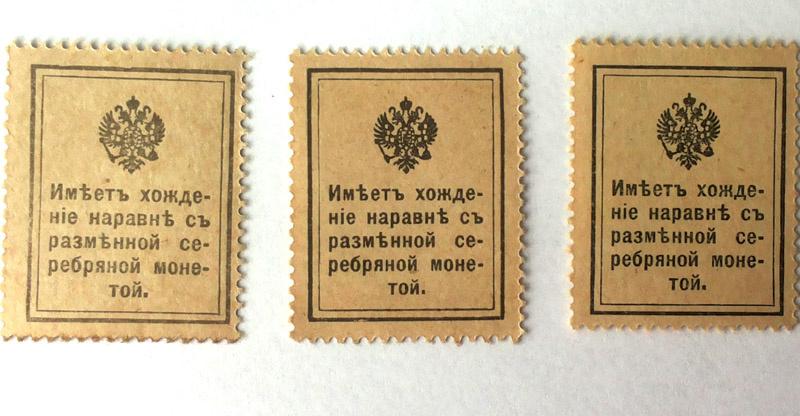 Имѣетъ хожде-
ніе наравнѣ съ
размѣнной се-
ребряной моне-
той.
Имѣетъ хожде-
ніе наравнѣ съ
размѣнной се-
ребряной моне-
той.
Имѣетъ хожде-
ніе наравнѣ съ
размѣнной се-
ребряной моне-
той.